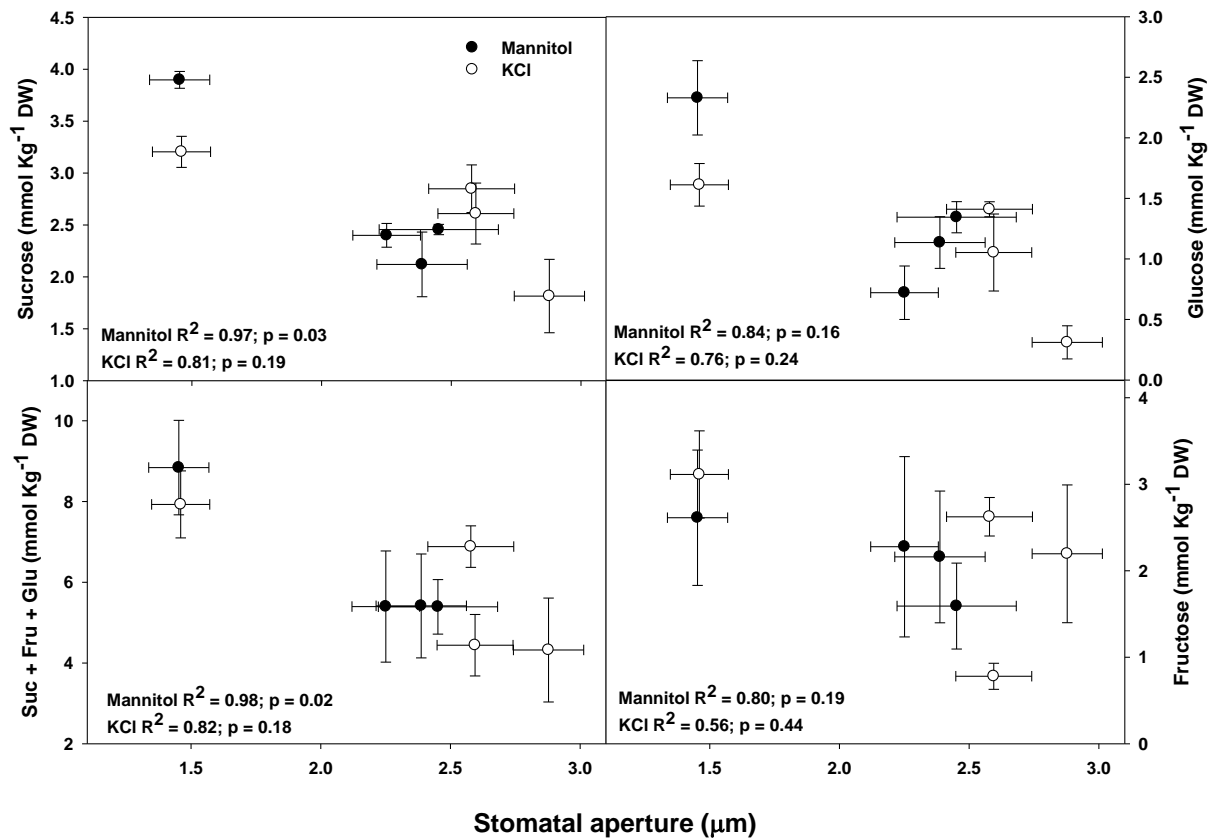 4.5
4.0
3.5
3.0
2.5
2.0
1.5
1.0
Sucrose (mmol Kg⁻¹ DW)
Mannitol
KCl
Mannitol R² = 0.97; p = 0.03
KCl R² = 0.81; p = 0.19
3.0
2.5
2.0
1.5
1.0
0.5
0.0
Glucose (mmol Kg⁻¹ DW)
Mannitol R² = 0.84; p = 0.16
KCl R² = 0.76; p = 0.24
10
8
6
4
2
Suc + Fru + Glu (mmol Kg⁻¹ DW)
Mannitol R² = 0.98; p = 0.02
KCl R² = 0.82; p = 0.18
1.5 2.0 2.5 3.0
4
3
2
1
0
Fructose (mmol Kg⁻¹ DW)
Mannitol R² = 0.80; p = 0.19
KCl R² = 0.56; p = 0.44
1.5 2.0 2.5 3.0
Stomatal aperture (μm)